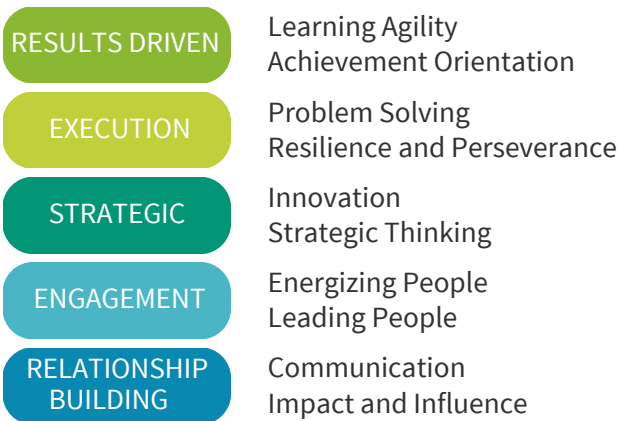 RESULTS DRIVEN
Learning Agility
Achievement Orientation
EXECUTION
Problem Solving
Resilience and Perseverance
STRATEGIC
Innovation
Strategic Thinking
ENGAGEMENT
Energizing People
Leading People
RELATIONSHIP
BUILDING
Communication
Impact and Influence